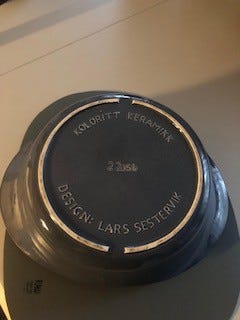 KOLORITT KERAMIKK
DESIGN: LARS SESTERVIK